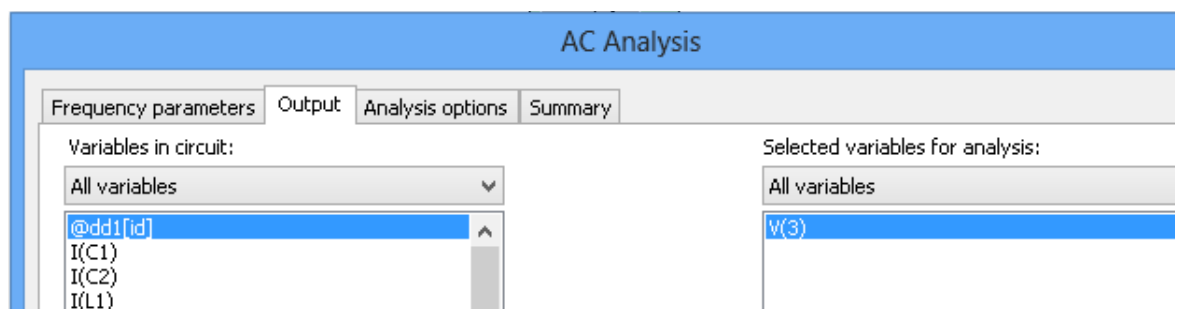 AC Analysis
Frequency parameters Output Analysis options Summary
Variables in circuit: Selected variables for analysis:
All variables All variables
@dd1[id] V(3)
I(C1)
I(C2)
I(L1)